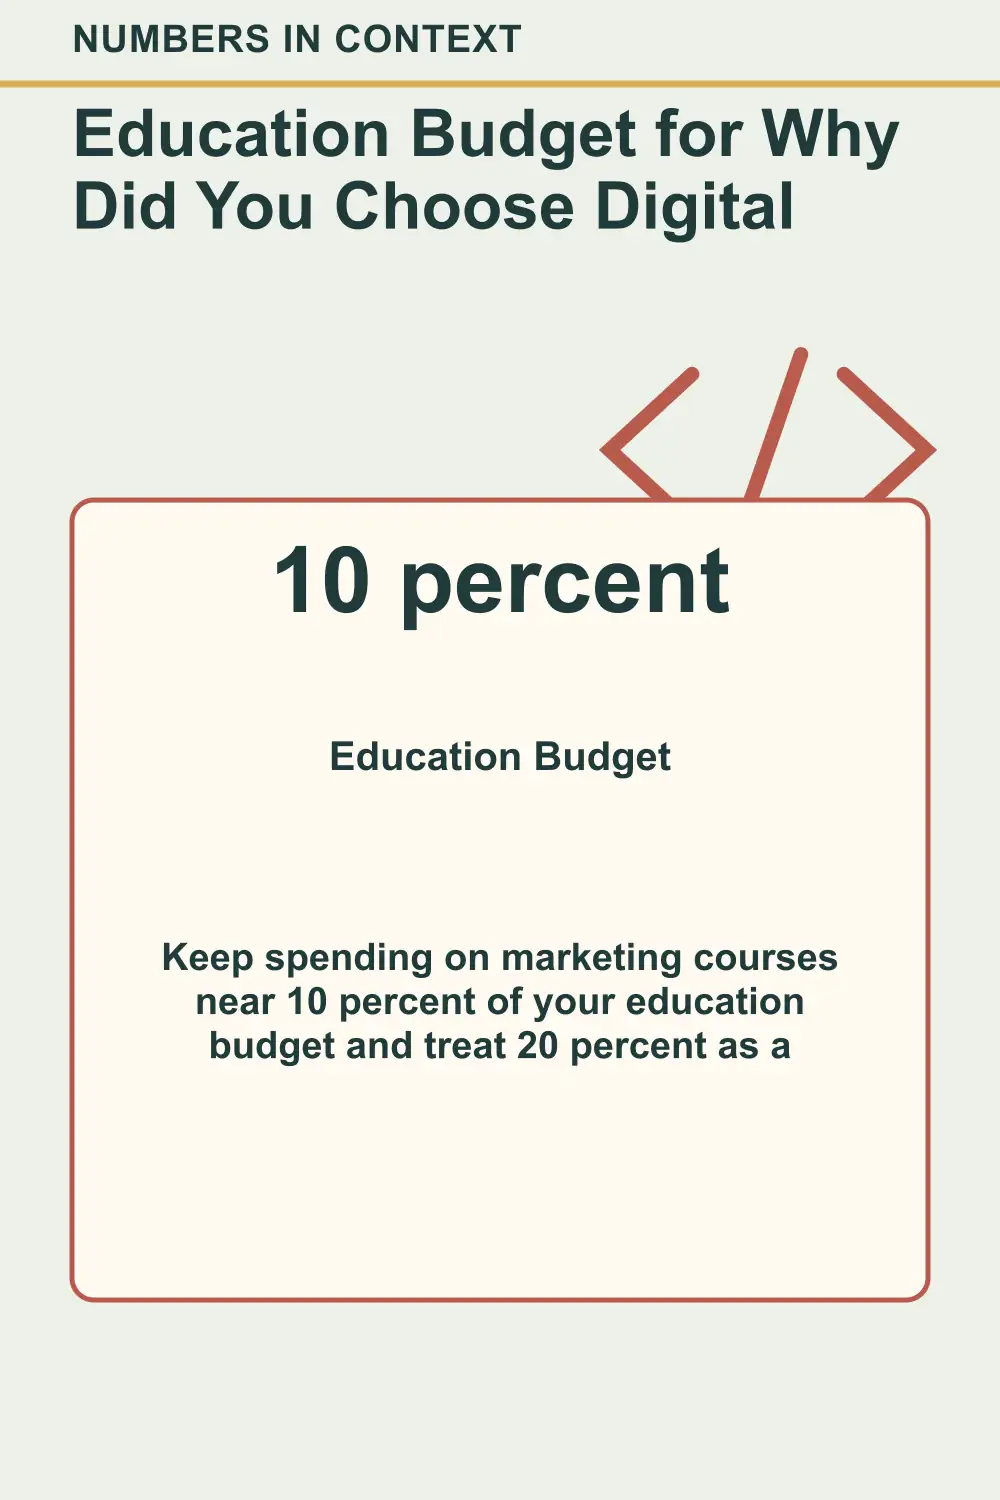 NUMBERS IN CONTEXT
Education Budget for Why
Did You Choose Digital
10 percent
Education Budget
Keep spending on marketing courses
near 10 percent of your education
budget and treat 20 percent as a